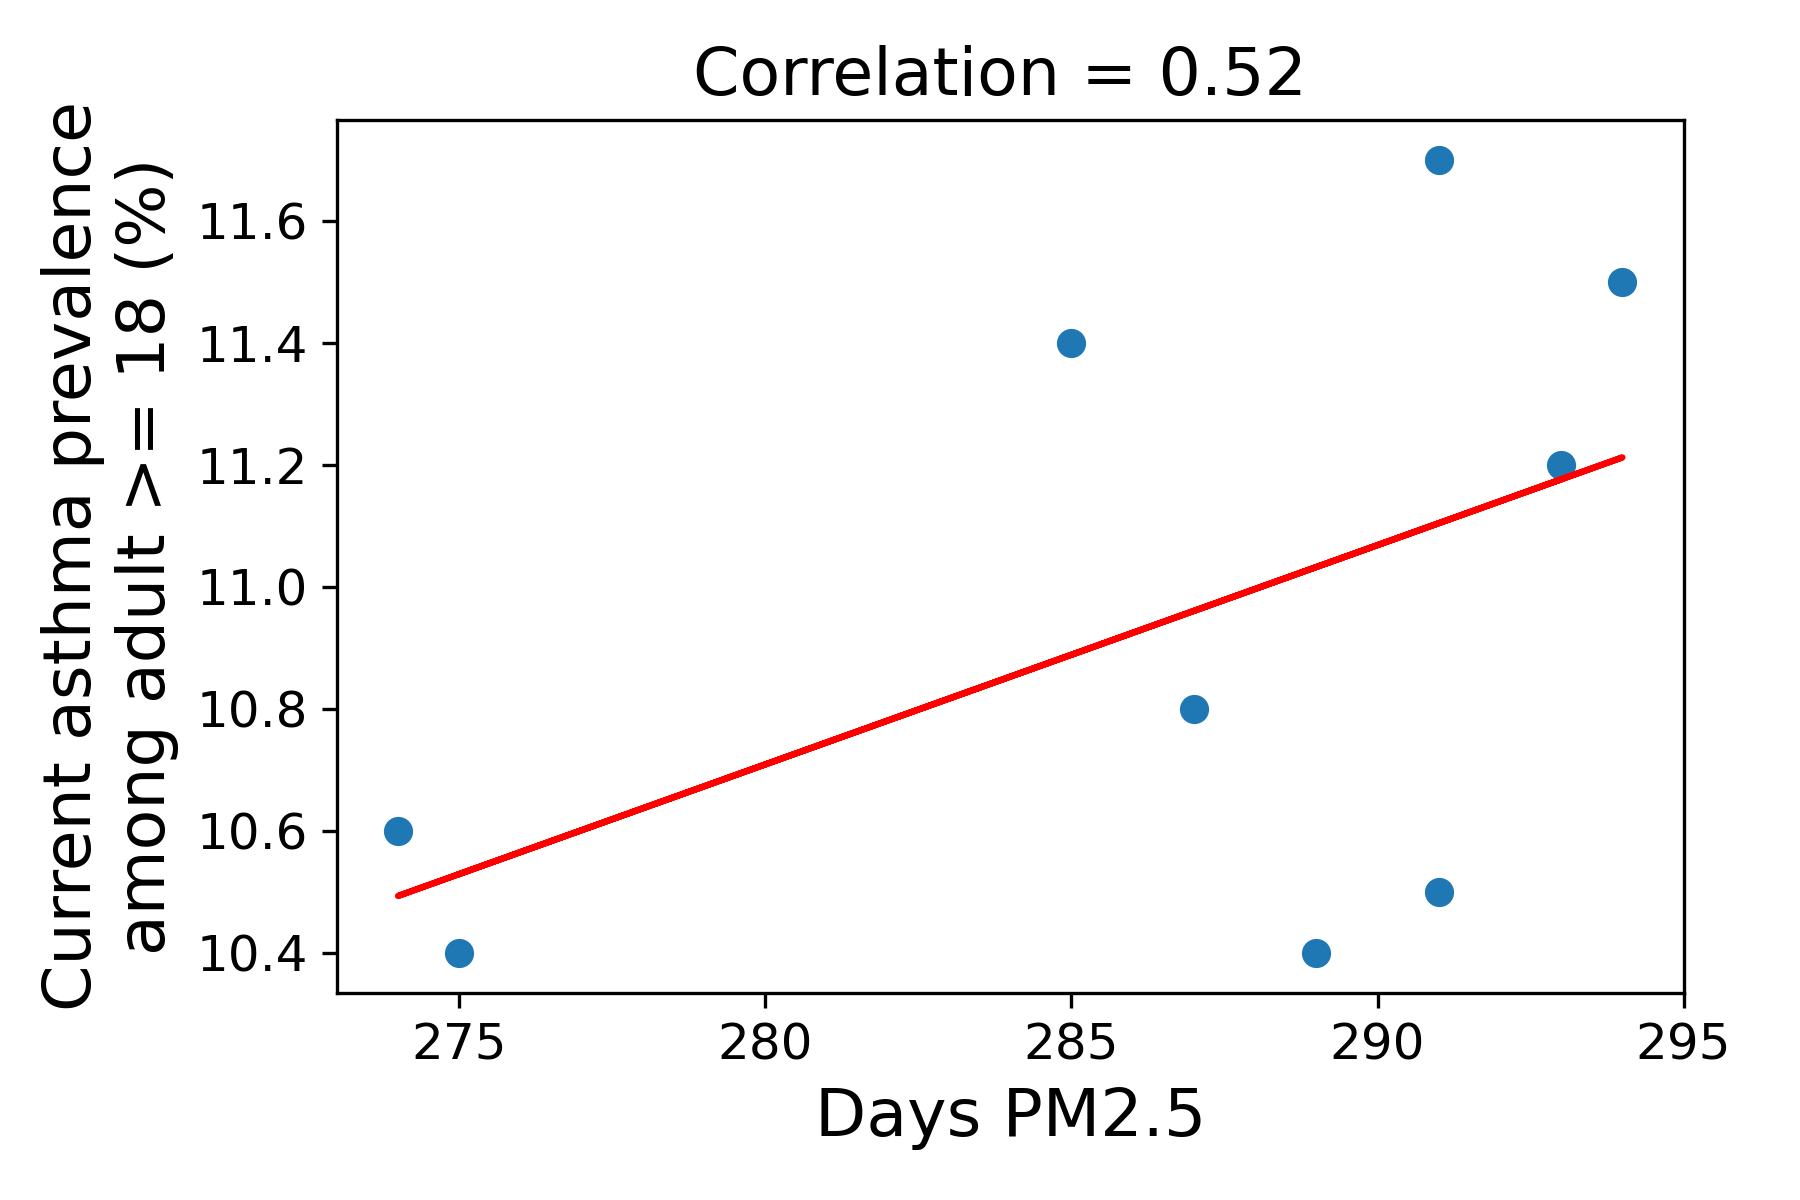 Correlation = 0.52
Current asthma prevalence
among adult >= 18 (%)
11.6
11.4
11.2
11.0
10.8
10.6
10.4
275 280 285 290 295
Days PM2.5